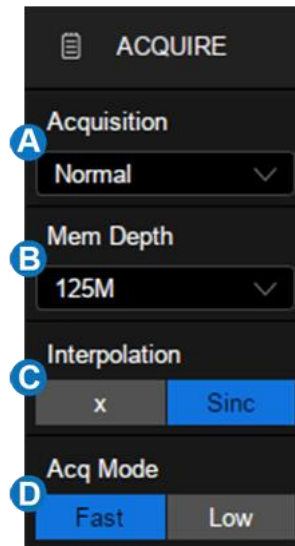 ACQUIRE
Acquisition
A
Normal
Mem Depth
B
125M
Interpolation
C
x Sinc
Acq Mode
D
Fast Low